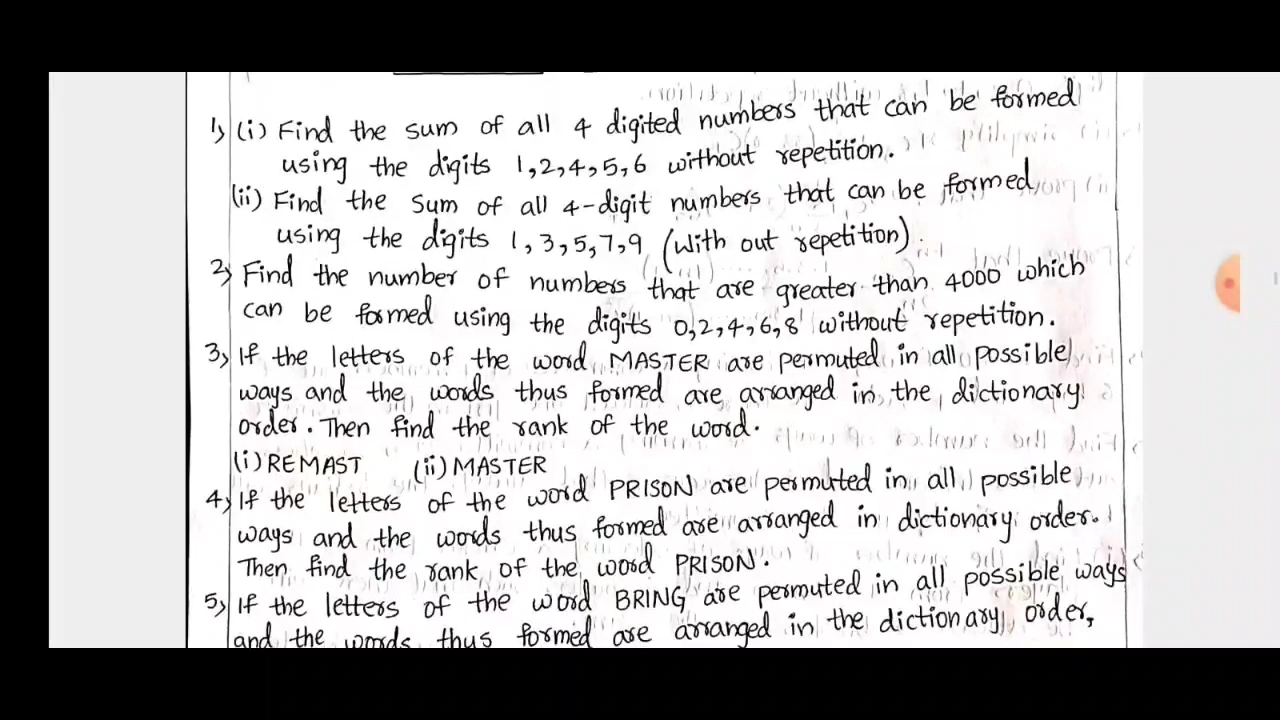 1, (i) Find the sum of all 4 digited numbers that can be formed
using the digits 1,2,4,5,6 without repetition.
(ii) Find the Sum of all 4-digit numbers that can be formed
using the digits 1,3,5,7,9 (with out repetition).
2, Find the number of numbers that are greater than 4000 which
can be formed using the digits 0,2,4,6,8 without repetition.
3, If the letters of the word MASTER are permuted in all possible
ways and the words thus formed are arranged in the dictionary
order. Then find the rank of the word.
(i) REMAST (ii) MASTER
4, If the letters of the word PRISON are permuted in all possible
ways and the words thus formed are arranged in dictionary order.
Then find the rank of the word PRISON.
5, If the letters of the word BRING are permuted in all possible ways
and the words thus formed are arranged in the dictionary order,